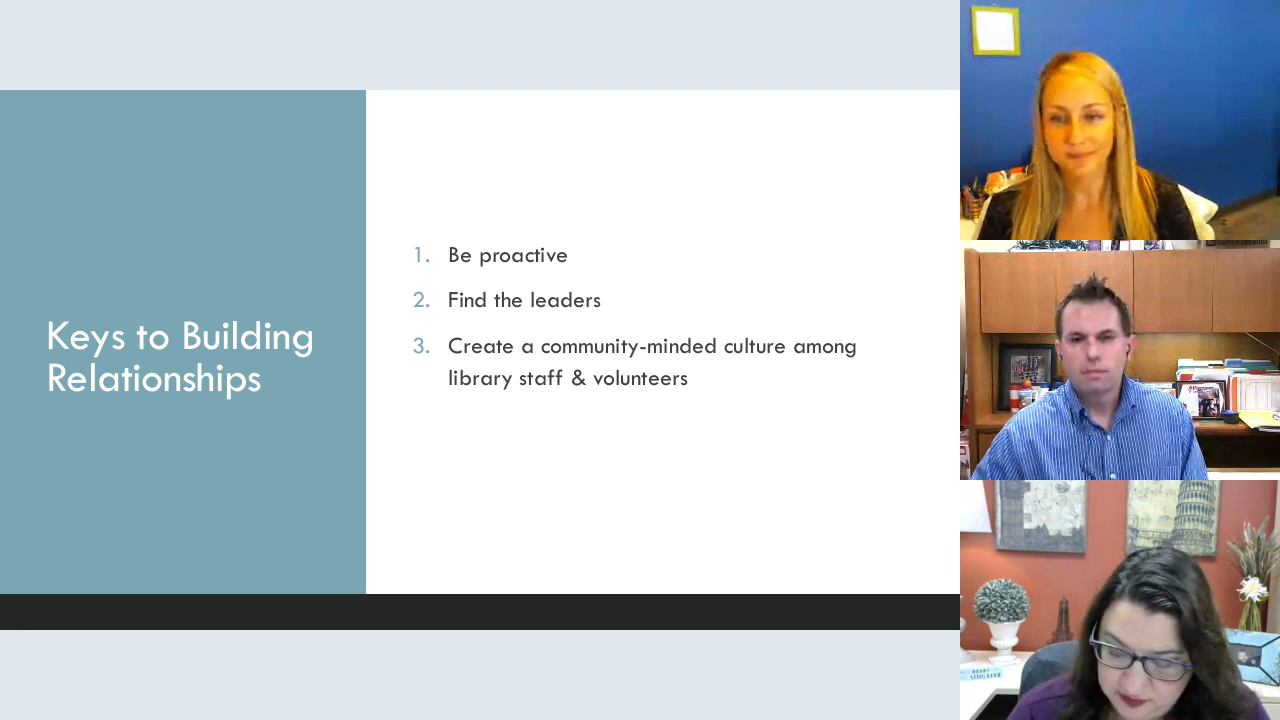 Keys to Building
Relationships
1. Be proactive
2. Find the leaders
3. Create a community-minded culture among
library staff & volunteers